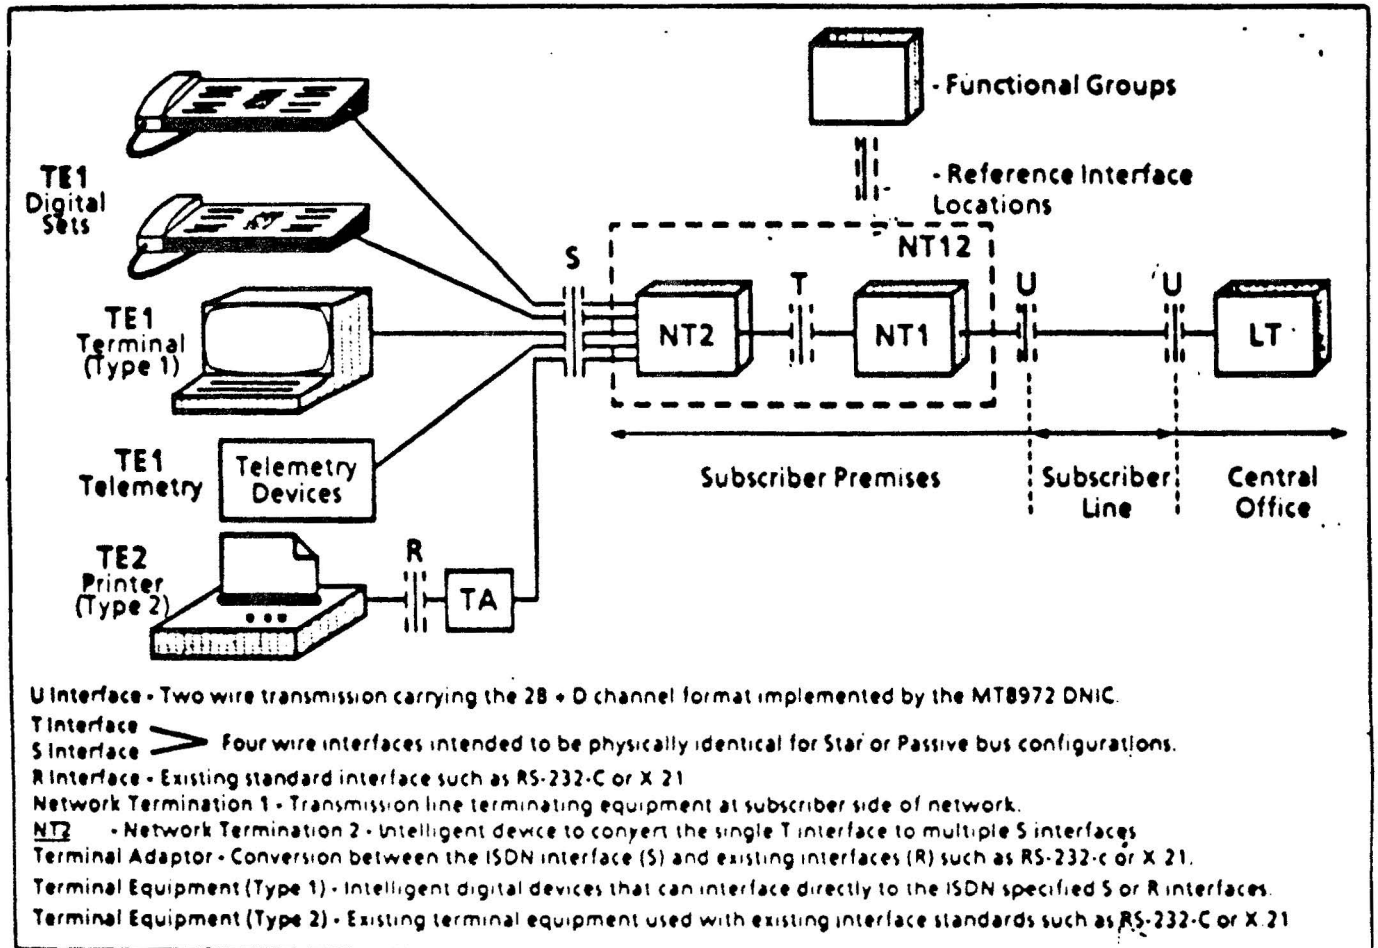 - Functional Groups
- Reference Interface
Locations
TE1
Digital
Sets
S
NT12
NT2
T
NT1
U
U
LT
TE1
Terminal
(Type 1)
Subscriber Premises
Subscriber
Line
Central
Office
TE1
Telemetry
Telemetry
Devices
TE2
Printer
(Type 2)
R
TA
U Interface - Two wire transmission carrying the 2B + D channel format implemented by the MT8972 DNIC.
T Interface
S Interface
Four wire interfaces intended to be physically identical for Star or Passive bus configurations.
R Interface - Existing standard interface such as RS-232-C or X 21
Network Termination 1 - Transmission line terminating equipment at subscriber side of network.
NT2 - Network Termination 2 - Intelligent device to convert the single T interface to multiple S interfaces
Terminal Adaptor - Conversion between the ISDN interface (S) and existing interfaces (R) such as RS-232-c or X 21.
Terminal Equipment (Type 1) - Intelligent digital devices that can interface directly to the ISDN specified S or R interfaces.
Terminal Equipment (Type 2) - Existing terminal equipment used with existing interface standards such as RS-232-C or X.21